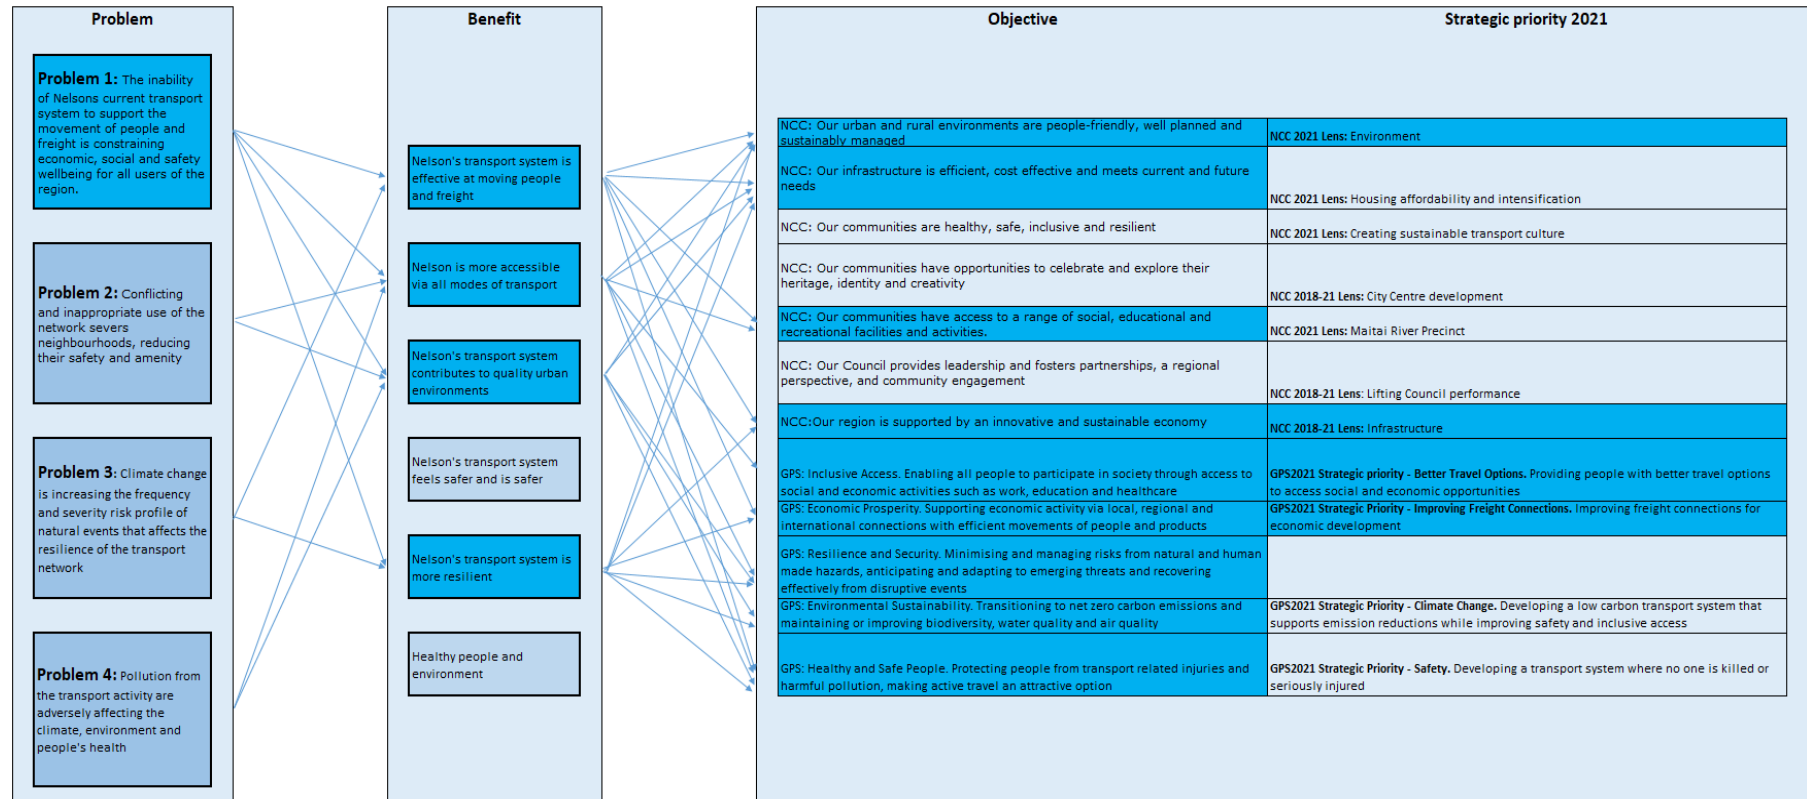 Problem
Benefit
Objective
Strategic priority 2021
Problem 1: The inability
of Nelsons current transport
system to support the
movement of people and
freight is constraining
economic, social and safety
wellbeing for all users of the
region.
Problem 2: Conflicting
and inappropriate use of the
network severs
neighbourhoods, reducing
their safety and amenity
Problem 3: Climate change
is increasing the frequency
and severity risk profile of
natural events that affects the
resilience of the transport
network
Problem 4: Pollution from
the transport activity are
adversely affecting the
climate, environment and
people's health
Nelson's transport system is
effective at moving people
and freight
Nelson is more accessible
via all modes of transport
Nelson's transport system
contributes to quality urban
environments
Nelson's transport system
feels safer and is safer
Nelson's transport system is
more resilient
Healthy people and
environment
NCC: Our urban and rural environments are people-friendly, well planned and
sustainably managed
NCC 2021 Lens: Environment
NCC: Our infrastructure is efficient, cost effective and meets current and future
needs
NCC 2021 Lens: Housing affordability and intensification
NCC: Our communities are healthy, safe, inclusive and resilient
NCC 2021 Lens: Creating sustainable transport culture
NCC: Our communities have opportunities to celebrate and explore their
heritage, identity and creativity
NCC 2018-21 Lens: City Centre development
NCC: Our communities have access to a range of social, educational and
recreational facilities and activities.
NCC 2021 Lens: Maitai River Precinct
NCC: Our Council provides leadership and fosters partnerships, a regional
perspective, and community engagement
NCC 2018-21 Lens: Lifting Council performance
NCC:Our region is supported by an innovative and sustainable economy
NCC 2018-21 Lens: Infrastructure
GPS: Inclusive Access. Enabling all people to participate in society through access to
social and economic activities such as work, education and healthcare
GPS2021 Strategic priority - Better Travel Options. Providing people with better travel options
to access social and economic opportunities
GPS: Economic Prosperity. Supporting economic activity via local, regional and
international connections with efficient movements of people and products
GPS2021 Strategic priority - Improving Freight Connections. Improving freight connections for
economic development
GPS: Resilience and Security. Minimising and managing risks from natural and human
made hazards, anticipating and adapting to emerging threats and recovering
effectively from disruptive events
GPS: Environmental Sustainability. Transitioning to net zero carbon emissions and
maintaining or improving biodiversity, water quality and air quality
GPS2021 Strategic Priority - Climate Change. Developing a low carbon transport system that
supports emission reductions while improving safety and inclusive access
GPS: Healthy and Safe People. Protecting people from transport related injuries and
harmful pollution, making active travel an attractive option
GPS2021 Strategic Priority - Safety. Developing a transport system where no one is killed or
seriously injured